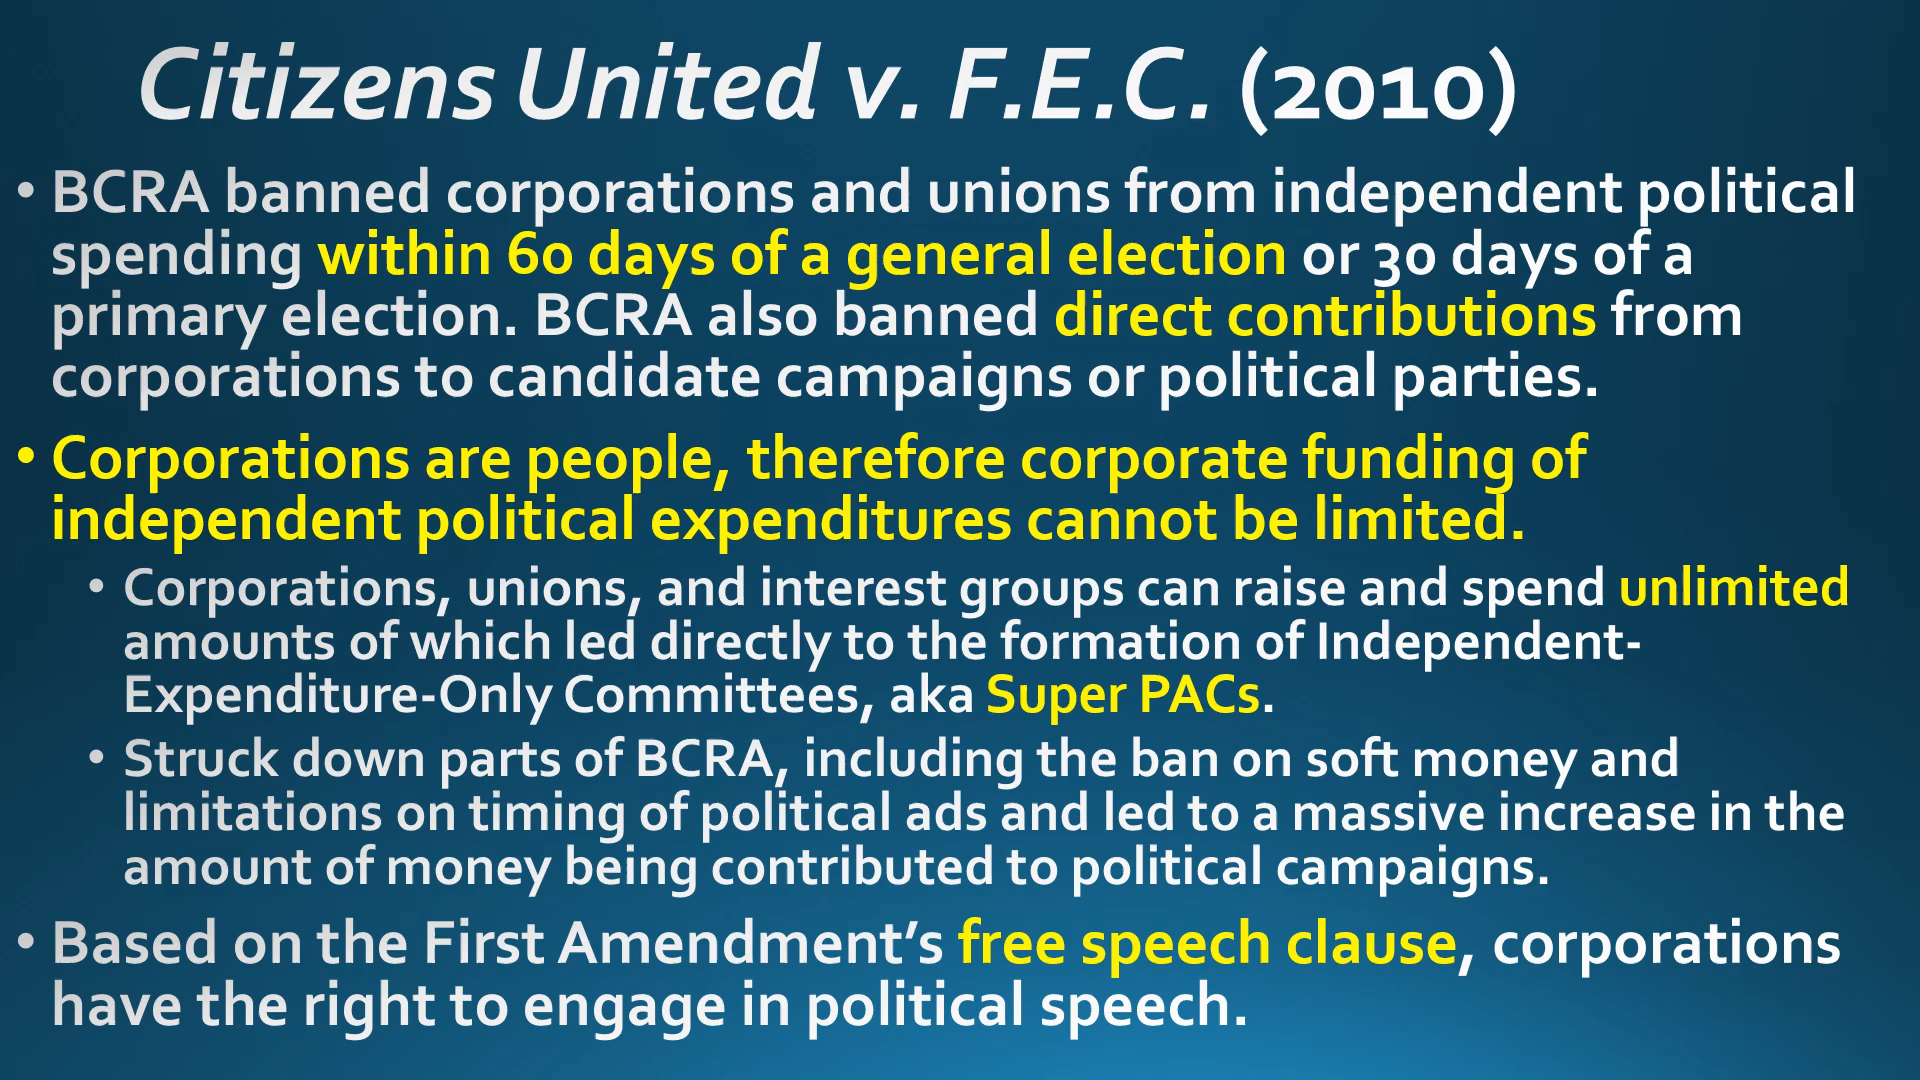 Citizens United v. F.E.C. (2010)
• BCRA banned corporations and unions from independent political
spending within 60 days of a general election or 30 days of a
primary election. BCRA also banned direct contributions from
corporations to candidate campaigns or political parties.
• Corporations are people, therefore corporate funding of
independent political expenditures cannot be limited.
• Corporations, unions, and interest groups can raise and spend unlimited
amounts of which led directly to the formation of Independent-
Expenditure-Only Committees, aka Super PACs.
• Struck down parts of BCRA, including the ban on soft money and
limitations on timing of political ads and led to a massive increase in the
amount of money being contributed to political campaigns.
• Based on the First Amendment’s free speech clause, corporations
have the right to engage in political speech.